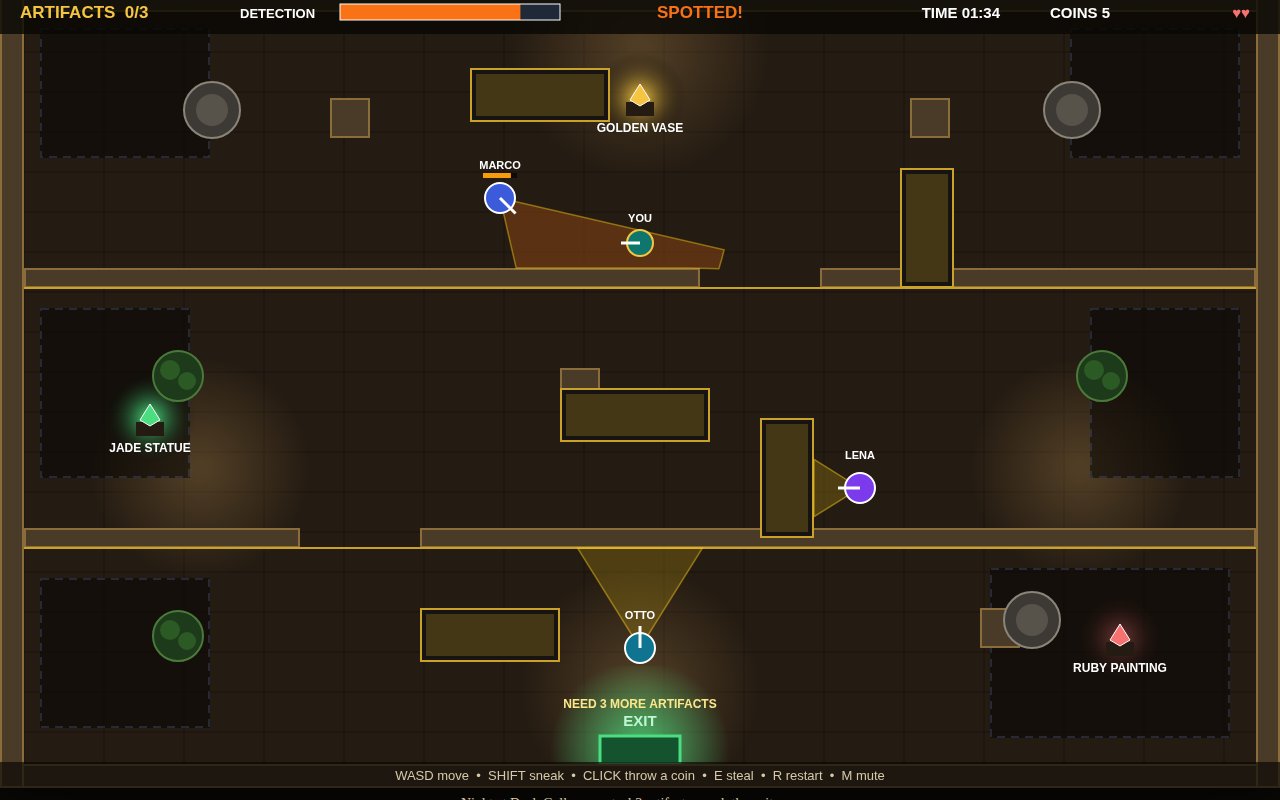 ARTIFACTS 0/3 DETECTION SPOTTED! TIME 01:34 COINS 5 ♥♥
GOLDEN VASE
MARCO
YOU
JADE STATUE
LENA
OTTO
RUBY PAINTING
NEED 3 MORE ARTIFACTS
EXIT
WASD move • SHIFT sneak • CLICK throw a coin • E steal • R restart • M mute